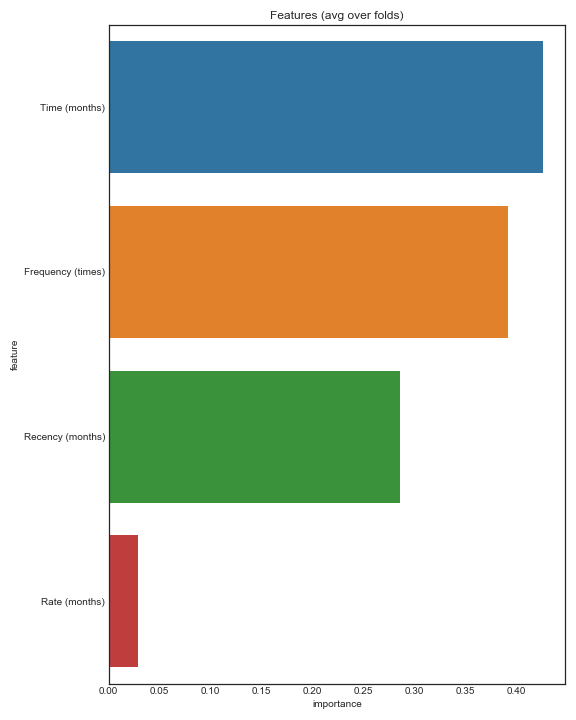 Features (avg over folds)
Time (months)
Frequency (times)
Recency (months)
Rate (months)
feature
0.00 0.05 0.10 0.15 0.20 0.25 0.30 0.35 0.40
importance